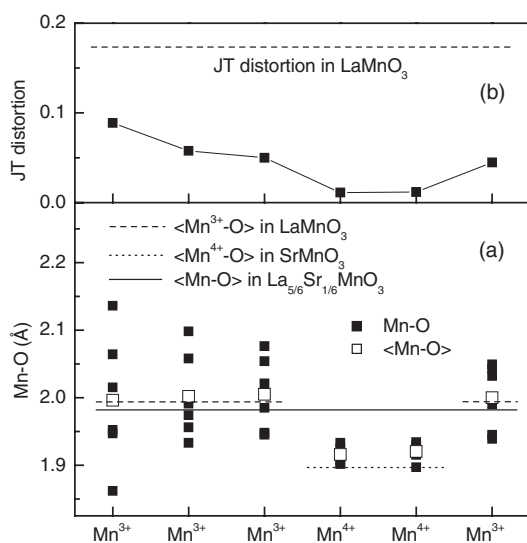 0.2
JT distortion in LaMnO₃
(b)
0.1
0.0
JT distortion
<Mn³⁺-O> in LaMnO₃
(a)
<Mn⁴⁺-O> in SrMnO₃
<Mn-O> in La₅/₆Sr₁/₆MnO₃
Mn-O
<Mn-O>
2.2
2.1
2.0
1.9
Mn-O (Å)
Mn³⁺ Mn³⁺ Mn³⁺ Mn⁴⁺ Mn⁴⁺ Mn³⁺